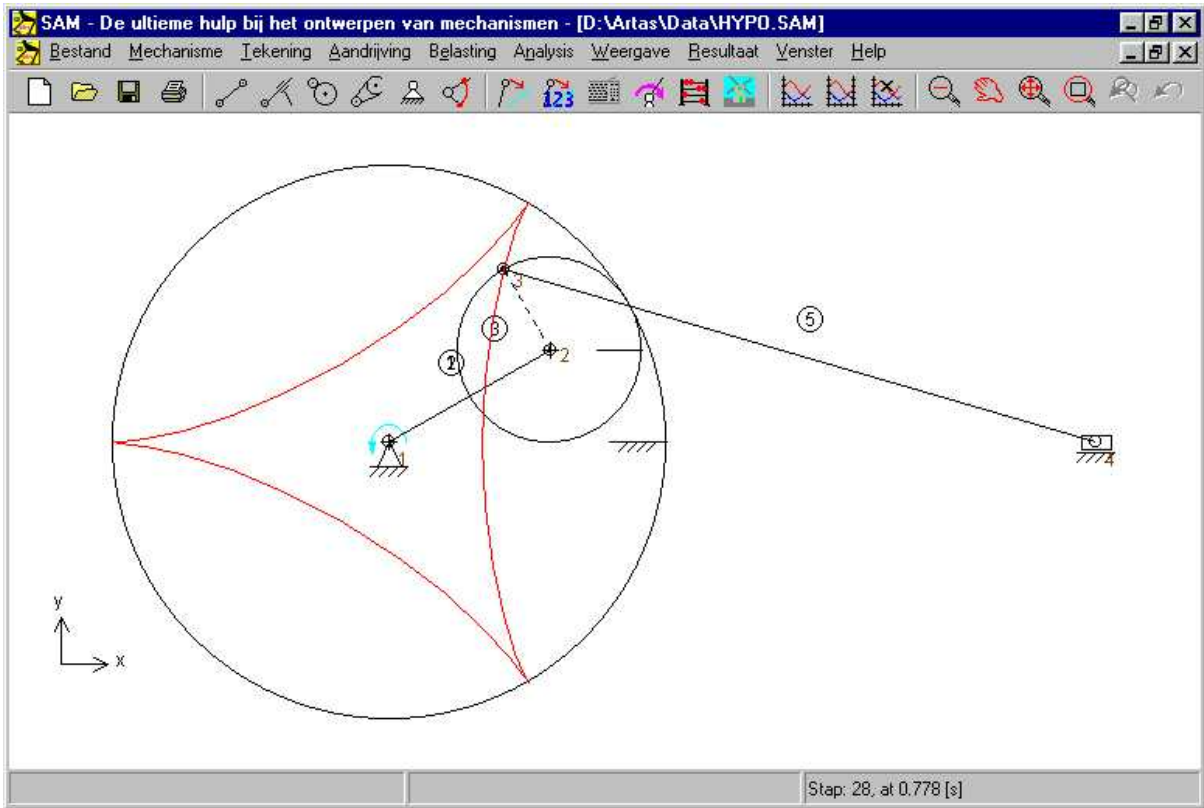 SAM - De ultieme hulp bij het ontwerpen van mechanismen - [D:\Artas\Data\HYPO.SAM]
Bestand Mechanisme Tekening Aandrijving Belasting Analysis Weergave Resultaat Venster Help
123
3
5
3
2
1
4
y
x
Stap: 28, at 0.778 [s]